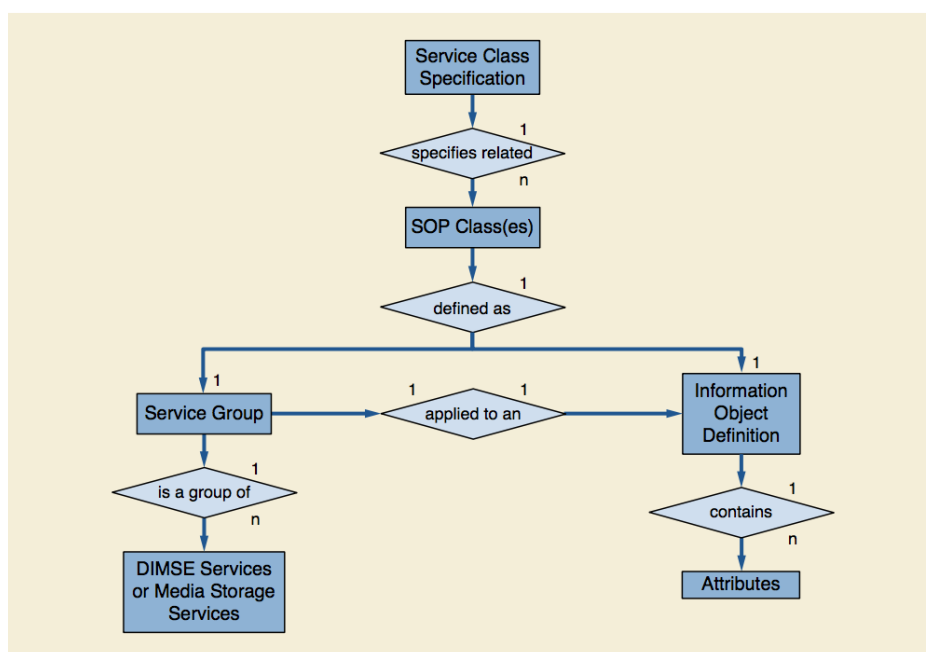 Service Class
Specification
1
specifies related
n
SOP Class(es)
1
defined as
1
1
Service Group
1
applied to an
1
Information
Object
Definition
1
is a group of
n
1
contains
n
DIMSE Services
or Media Storage
Services
Attributes